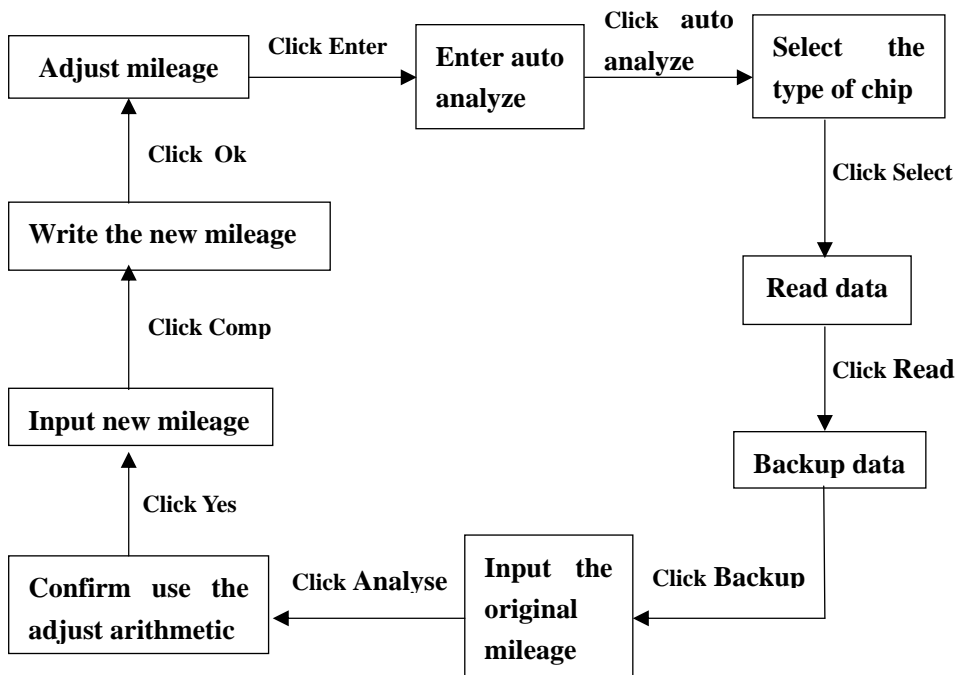 Adjust mileage
Click Enter
Enter auto
analyze
Click auto
analyze
Select the
type of chip
Click Select
Read data
Click Read
Backup data
Click Backup
Input the
original
mileage
Click Analyse
Confirm use the
adjust arithmetic
Click Yes
Input new mileage
Click Comp
Write the new mileage
Click Ok